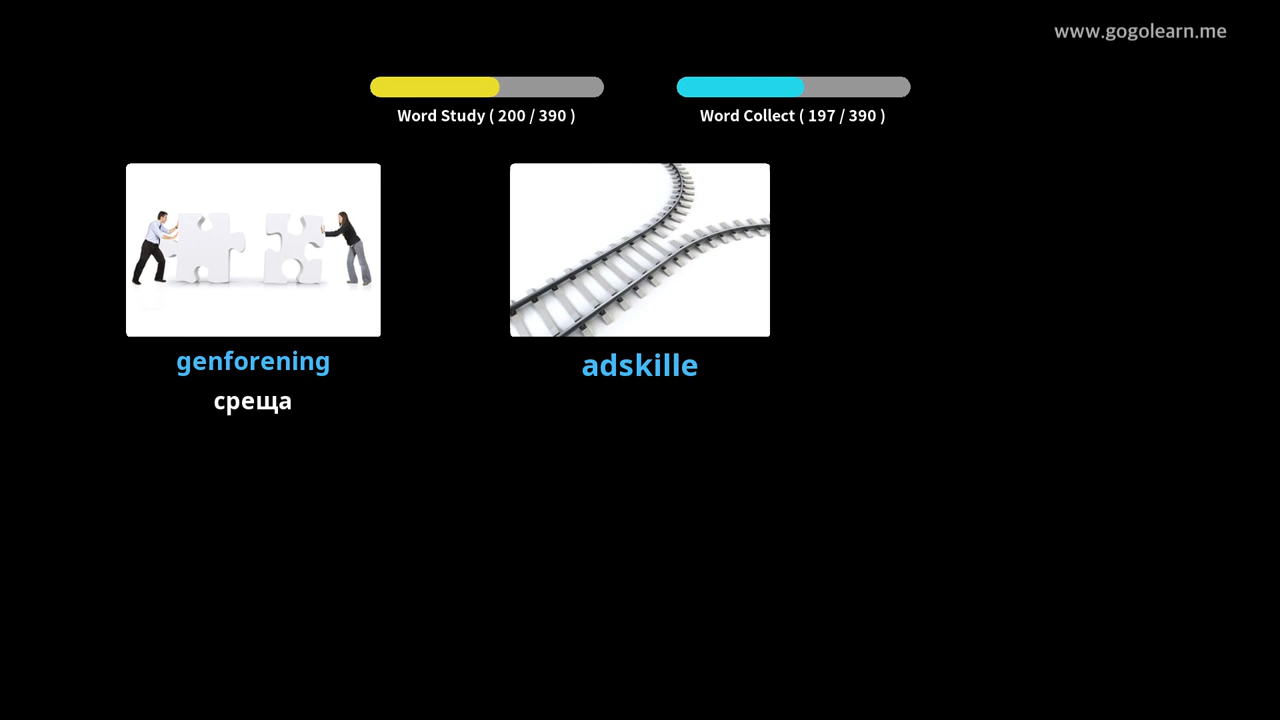 www.gogolearn.me
Word Study ( 200 / 390 )
Word Collect ( 197 / 390 )
genforening
среща
adskille